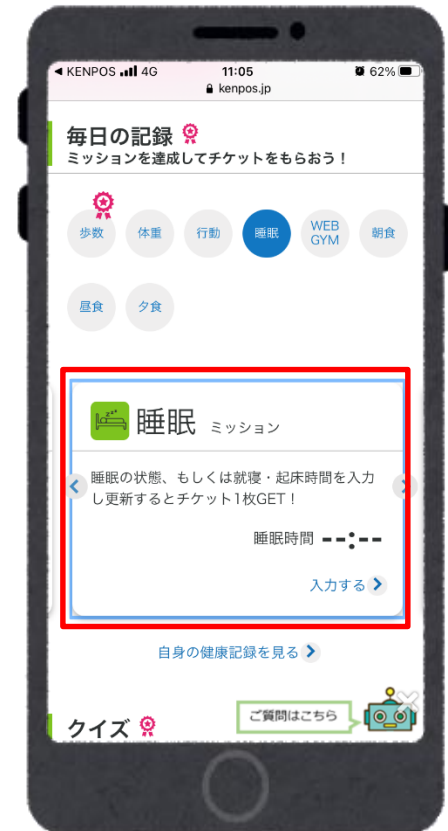 ◀ KENPOS 4G 11:05 62%
kenpos.jp
毎日の記録
ミッションを達成してチケットをもらおう！
歩数 体重 行動 睡眠 WEB GYM 朝食
昼食 夕食
睡眠 ミッション
睡眠の状態、もしくは就寝・起床時間を入力
し更新するとチケット1枚GET！
睡眠時間 --:--
入力する
自身の健康記録を見る
ご質問はこちら
クイズ